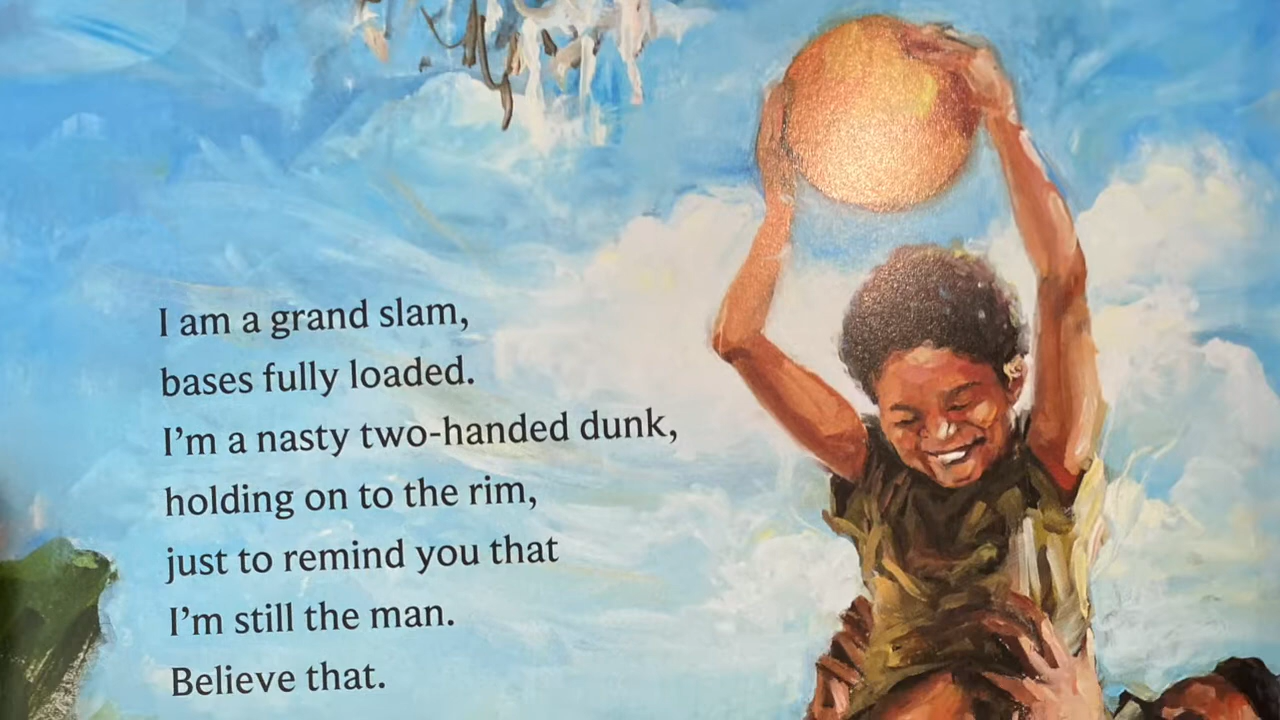 I am a grand slam,
bases fully loaded.
I'm a nasty two-handed dunk,
holding on to the rim,
just to remind you that
I'm still the man.
Believe that.